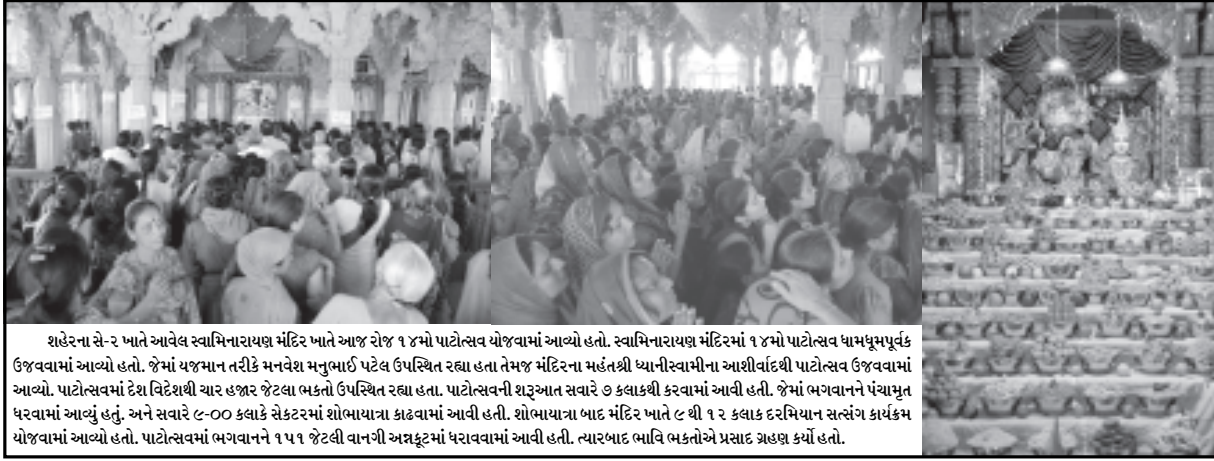 શહેરના સે-૨ ખાતે આવેલ સ્વામિનારાયણ મંદિર ખાતે આજ રોજ ૧૪મો પાટોત્સવ યોજવામાં આવ્યો હતો. સ્વામિનારાયણ મંદિરમાં ૧૪મો પાટોત્સવ ધામધૂમપૂર્વક
ઉજવવામાં આવ્યો હતો. જેમાં યજમાન તરીકે મનવેશ મનુભાઈ પટેલ ઉપસ્થિત રહ્યા હતા તેમજ મંદિરના મહંતશ્રી ધ્યાનીસ્વામીના આશીર્વાદથી પાટોત્સવ ઉજવવામાં
આવ્યો. પાટોત્સવમાં દેશ વિદેશથી ચાર હજાર જેટલા ભક્તો ઉપસ્થિત રહ્યા હતા. પાટોત્સવની શરૂઆત સવારે ૭ કલાકથી કરવામાં આવી હતી. જેમાં ભગવાનને પંચામૃત
ધરવામાં આવ્યું હતું. અને સવારે ૯-૦૦ કલાકે સેકટરમાં શોભાયાત્રા કાઢવામાં આવી હતી. શોભાયાત્રા બાદ મંદિર ખાતે ૯ થી ૧૨ કલાક દરમિયાન સત્સંગ કાર્યક્રમ
યોજવામાં આવ્યો હતો. પાટોત્સવમાં ભગવાનને ૧૫૧ જેટલી વાનગી અન્નકૂટમાં ધરાવવામાં આવી હતી. ત્યારબાદ ભાવિ ભકતોએ પ્રસાદ ગ્રહણ કર્યો હતો.